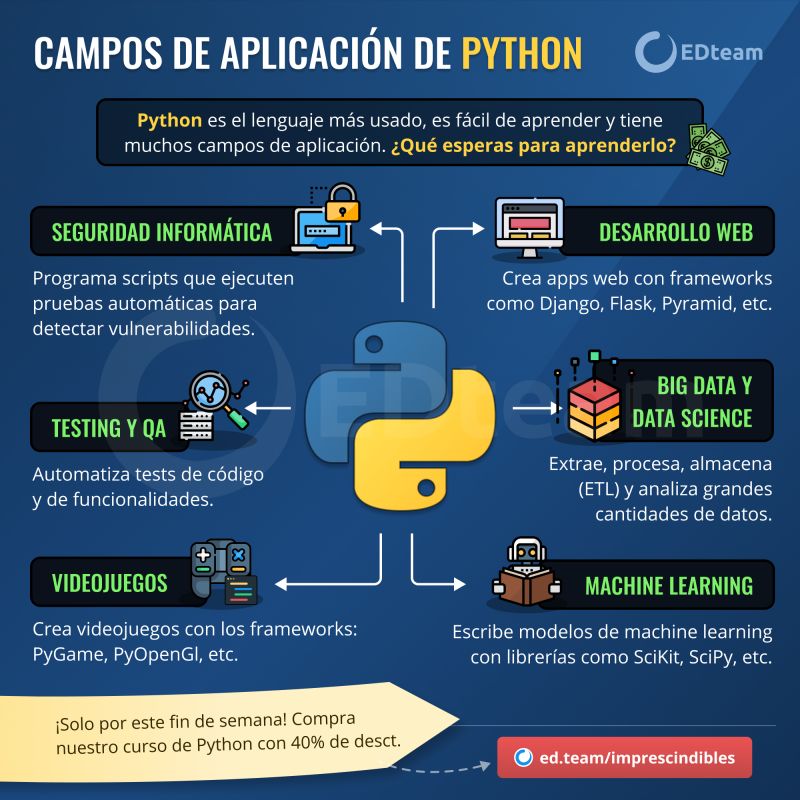 CAMPOS DE APLICACIÓN DE PYTHON
EDteam
Python es el lenguaje más usado, es fácil de aprender y tiene
muchos campos de aplicación. ¿Qué esperas para aprenderlo?
SEGURIDAD INFORMÁTICA
Programa scripts que ejecuten
pruebas automáticas para
detectar vulnerabilidades.
DESARROLLO WEB
Crea apps web con frameworks
como Django, Flask, Pyramid, etc.
TESTING Y QA
Automatiza tests de código
y de funcionalidades.
BIG DATA Y
DATA SCIENCE
Extrae, procesa, almacena
(ETL) y analiza grandes
cantidades de datos.
VIDEOJUEGOS
Crea videojuegos con los frameworks:
PyGame, PyOpenGl, etc.
MACHINE LEARNING
Escribe modelos de machine learning
con librerías como SciKit, SciPy, etc.
EDteam
¡Solo por este fin de semana! Compra
nuestro curso de Python con 40% de desct.
ed.team/imprescindibles